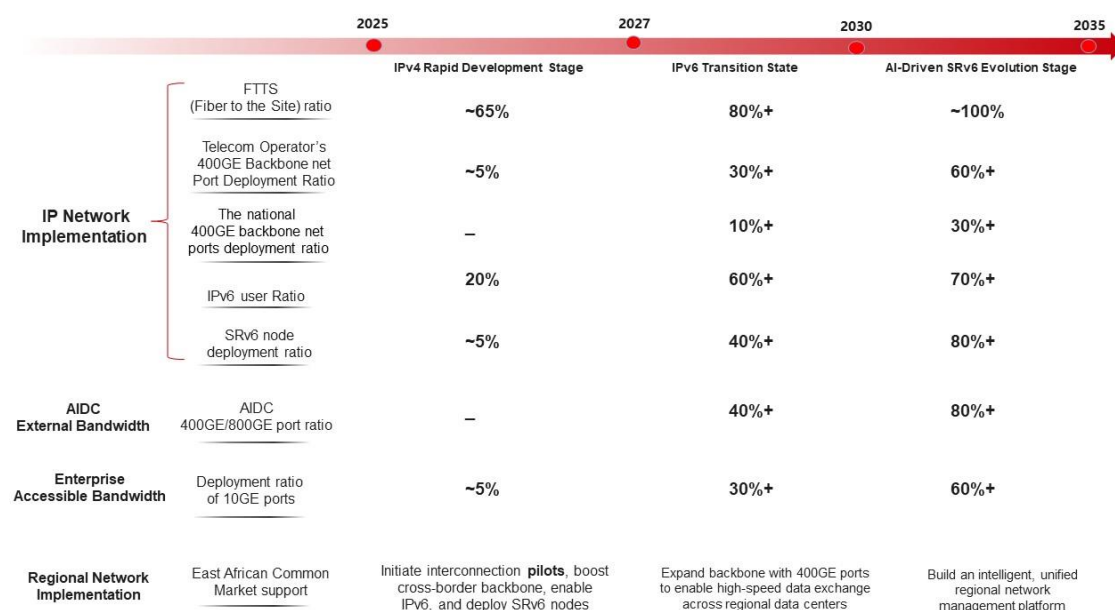 2025
2027
2030
2035
IPv4 Rapid Development Stage
IPv6 Transition State
AI-Driven SRv6 Evolution Stage
IP Network
Implementation
FTTS
(Fiber to the Site) ratio
~65%
80%+
~100%
Telecom Operator's
400GE Backbone net
Port Deployment Ratio
~5%
30%+
60%+
The national
400GE backbone net
ports deployment ratio
–
10%+
30%+
IPv6 user Ratio
20%
60%+
70%+
SRv6 node
deployment ratio
~5%
40%+
80%+
AIDC
External Bandwidth
AIDC
400GE/800GE port ratio
–
40%+
80%+
Enterprise
Accessible Bandwidth
Deployment ratio
of 10GE ports
~5%
30%+
60%+
Regional Network
Implementation
East African Common
Market support
Initiate interconnection pilots, boost
cross-border backbone, enable
IPv6, and deploy SRv6 nodes
Expand backbone with 400GE ports
to enable high-speed data exchange
across regional data centers
Build an intelligent, unified
regional network
management platform